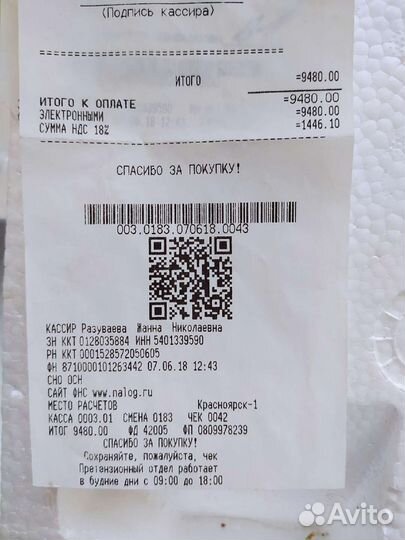 (Подпись кассира)
ИТОГО =9480.00
ИТОГО К ОПЛАТЕ =9480.00
ЭЛЕКТРОННЫМИ =9480.00
СУММА НДС 18% =1446.10
СПАСИБО ЗА ПОКУПКУ!
003.0183.070618.0043
КАССИР Разуваева Жанна Николаевна
ЗН ККТ 0128035884 ИНН 5401339590
РН ККТ 0001528572050605
ФН 8710000101263442 07.06.18 12:43
СНО ОСН
САЙТ ФНС www.nalog.ru
МЕСТО РАСЧЕТОВ Красноярск-1
КАССА 0003.01 СМЕНА 0183 ЧЕК 0042
ИТОГ 9480.00 ФД 42005 ФП 0809978239
СПАСИБО ЗА ПОКУПКУ!
Сохраняйте, пожалуйста, чек
Претензионный отдел работает
в будние дни с 09:00 до 18:00
Avito